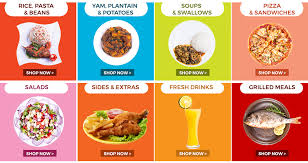 RICE, PASTA
& BEANS
SHOP NOW >
YAM, PLANTAIN
& POTATOES
SHOP NOW >
SOUPS
& SWALLOWS
SHOP NOW >
PIZZA
& SANDWICHES
SHOP NOW >
SALADS
SHOP NOW >
SIDES & EXTRAS
SHOP NOW >
FRESH DRINKS
SHOP NOW >
GRILLED MEALS
SHOP NOW >